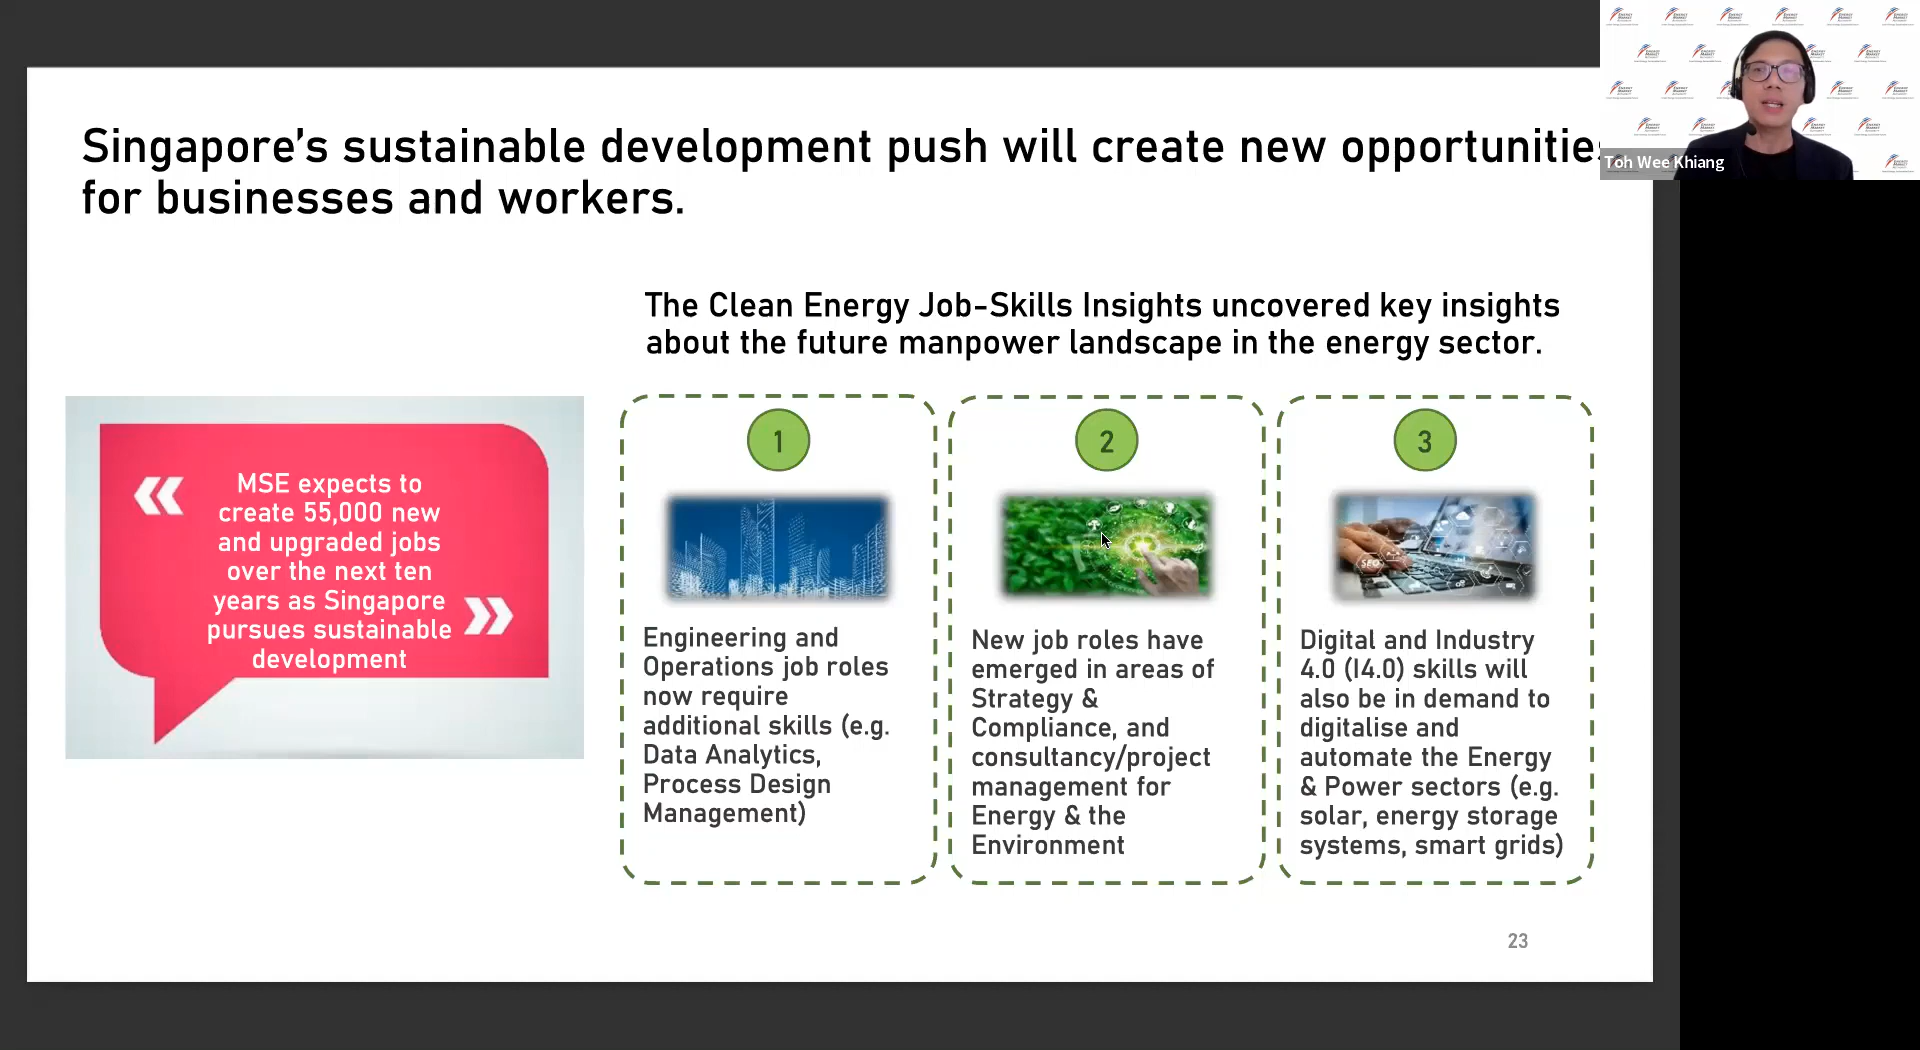 Singapore's sustainable development push will create new opportunities
for businesses and workers.
The Clean Energy Job-Skills Insights uncovered key insights
about the future manpower landscape in the energy sector.
MSE expects to
create 55,000 new
and upgraded jobs
over the next ten
years as Singapore
pursues sustainable
development
1
Engineering and
Operations job roles
now require
additional skills (e.g.
Data Analytics,
Process Design
Management)
2
New job roles have
emerged in areas of
Strategy &
Compliance, and
consultancy/project
management for
Energy & the
Environment
3
SEO
Digital and Industry
4.0 (I4.0) skills will
also be in demand to
digitalise and
automate the Energy
& Power sectors (e.g.
solar, energy storage
systems, smart grids)
23
Toh Wee Khiang
ENERGY
MARKET
AUTHORITY